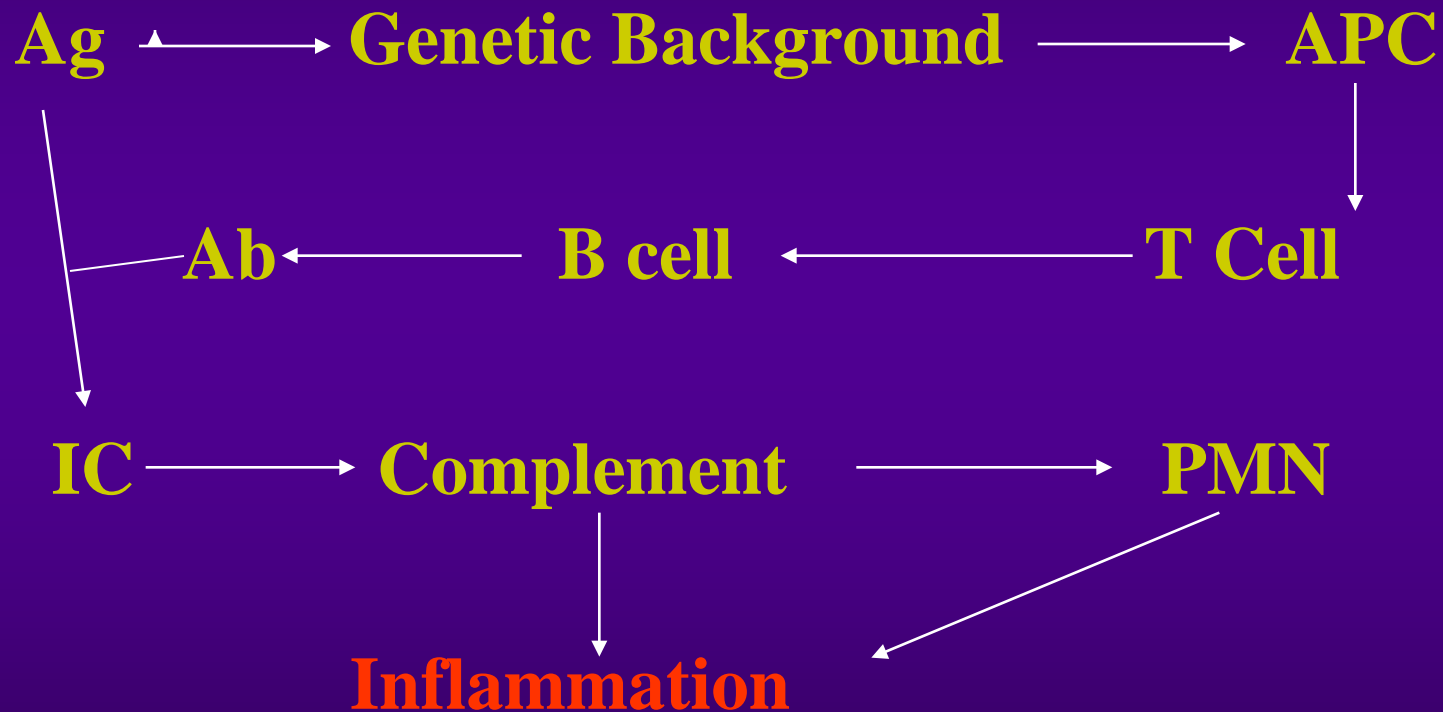 Ag Genetic Background APC
Ab B cell T Cell
IC Complement PMN
Inflammation